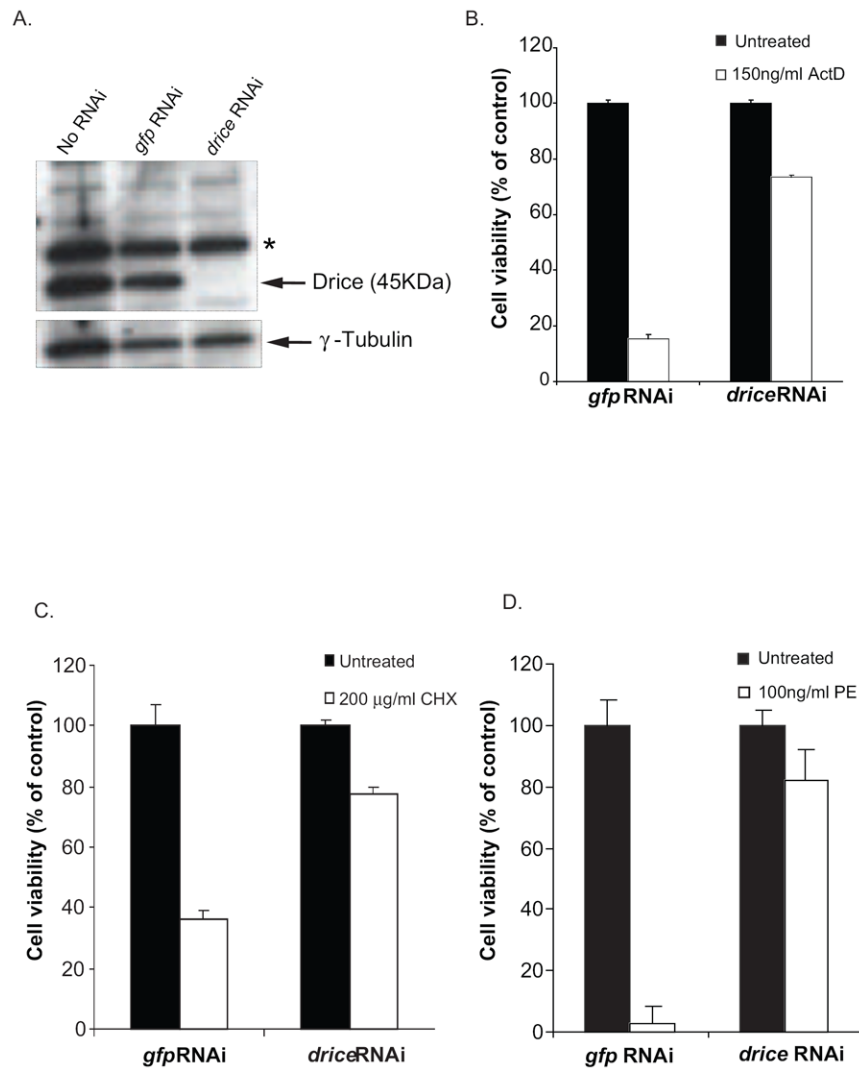 A.
No RNAi
gfp RNAi
drice RNAi
*
Drice (45KDa)
γ-Tubulin
B.
Cell viability (% of control)
120
100
80
60
40
20
0
Untreated
150ng/ml ActD
gfp RNAi
driceRNAi
C.
Cell viability (% of control)
120
100
80
60
40
20
0
Untreated
200 µg/ml CHX
gfpRNAi
driceRNAi
D.
Cell viability (% of control)
120
100
80
60
40
20
0
Untreated
100ng/ml PE
gfp RNAi
drice RNAi